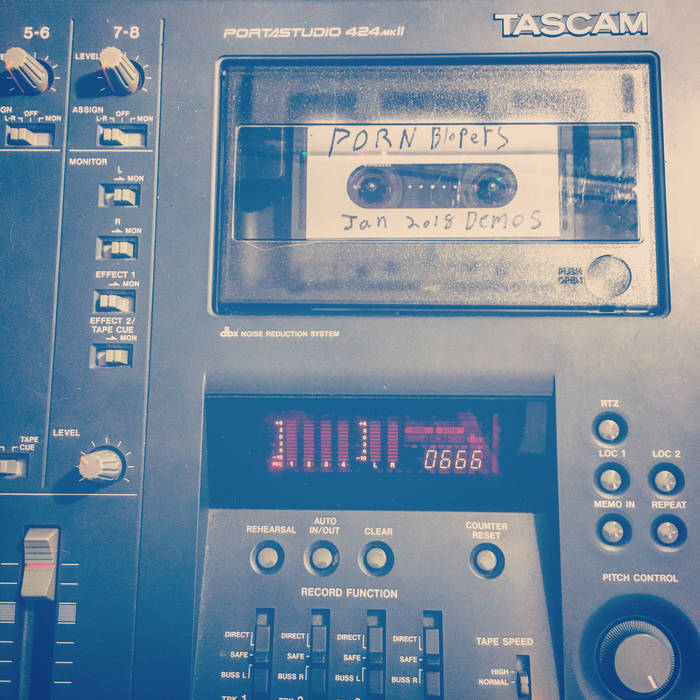 5-6
7-8
PORTASTUDIO 424 MKII
TASCAM
LEVEL
ASSIGN
L-R OFF MON
L-R OFF MON
MONITOR
L
MON
R
MON
EFFECT 1
MON
EFFECT 2/
TAPE CUE
MON
PORN Bloopers
Jan 2018 Demos
PUSH
OPEN
dbx NOISE REDUCTION SYSTEM
TAPE
CUE
LEVEL
REC 1 2 3 4 L R
dbx
0666
RTZ
LOC 1
LOC 2
MEMO IN
REPEAT
REHEARSAL
AUTO
IN/OUT
CLEAR
COUNTER
RESET
RECORD FUNCTION
PITCH CONTROL
DIRECT
DIRECT
DIRECT
DIRECT
SAFE
SAFE
SAFE
SAFE
BUSS L
BUSS R
BUSS L
BUSS R
TAPE SPEED
HIGH
NORMAL